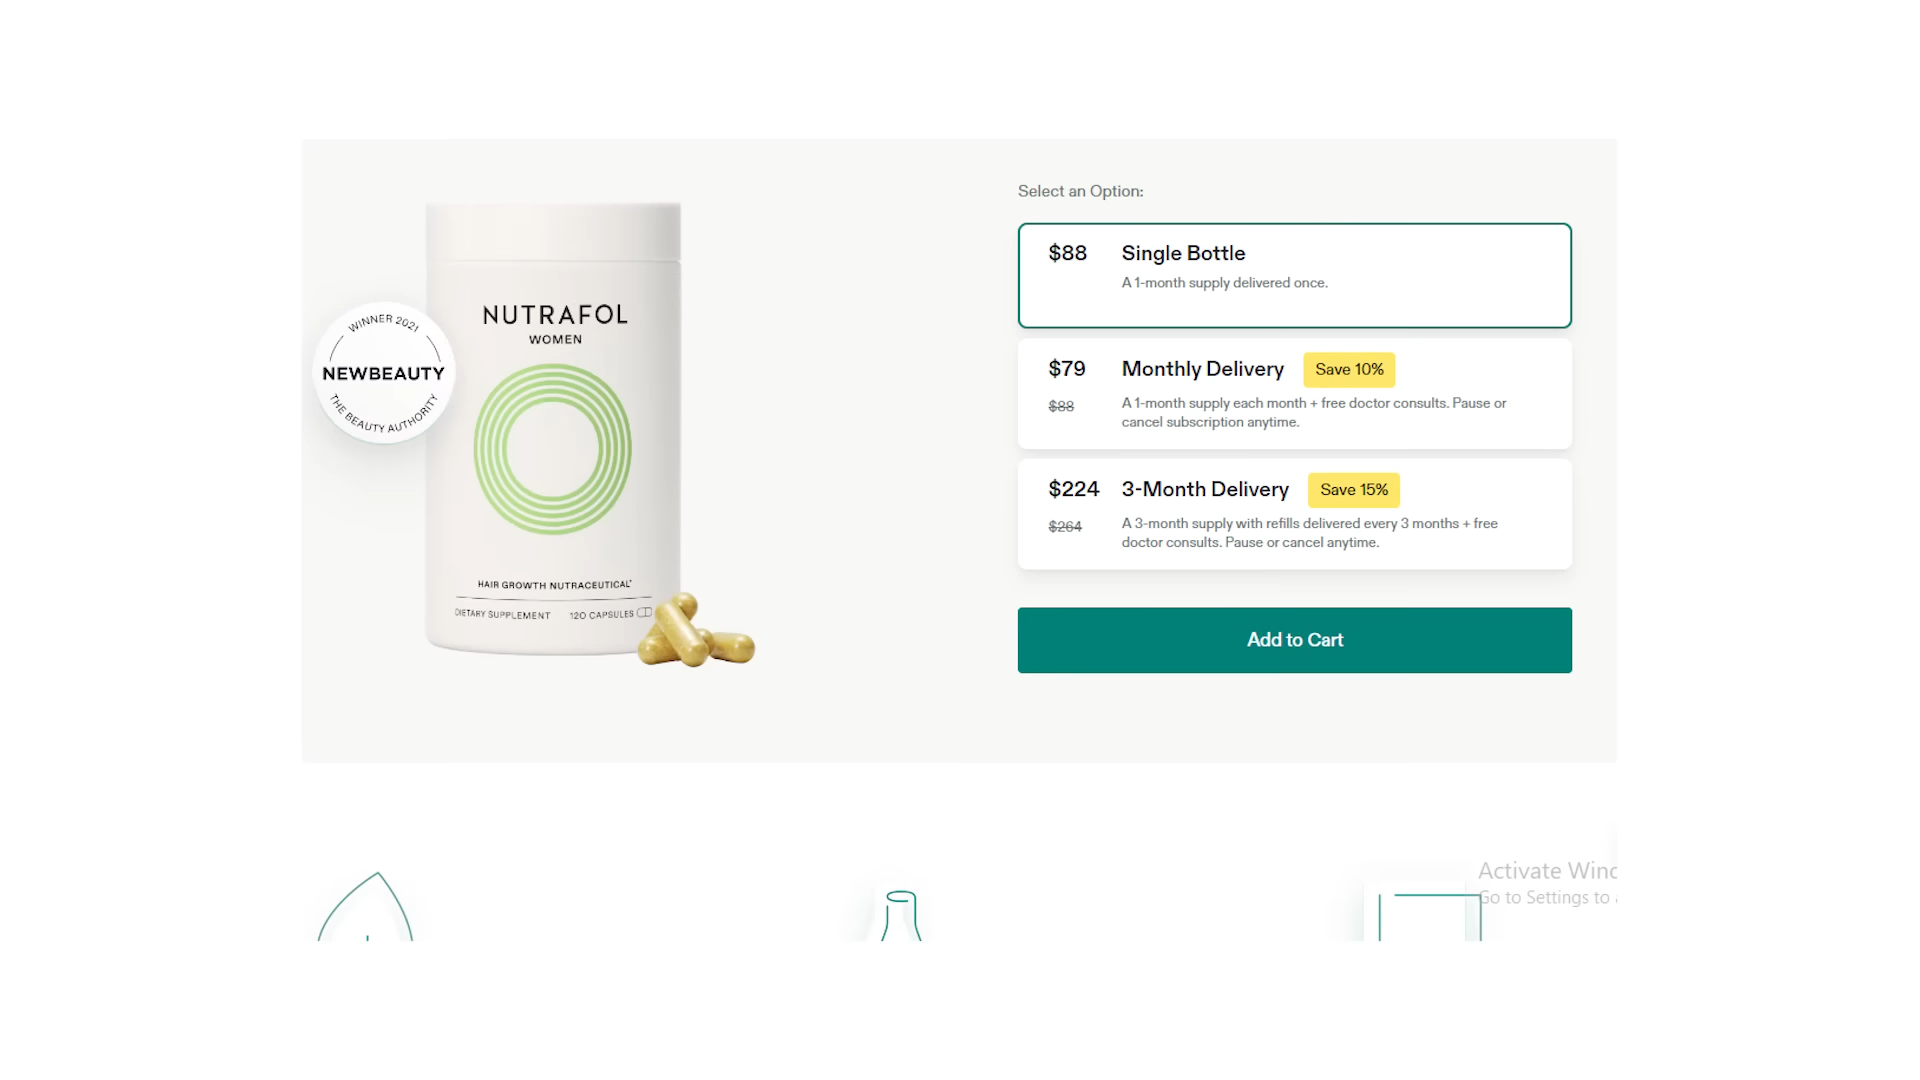 Select an Option:
$88 Single Bottle
A 1-month supply delivered once.
$79 Monthly Delivery Save 10%
$88 A 1-month supply each month + free doctor consults. Pause or
cancel subscription anytime.
$224 3-Month Delivery Save 15%
$264 A 3-month supply with refills delivered every 3 months + free
doctor consults. Pause or cancel anytime.
Add to Cart
WINNER 2021
NEWBEAUTY
THE BEAUTY AUTHORITY
NUTRAFOL
WOMEN
HAIR GROWTH NUTRACEUTICAL*
DIETARY SUPPLEMENT 120 CAPSULES
Activate Winc
Go to Settings to